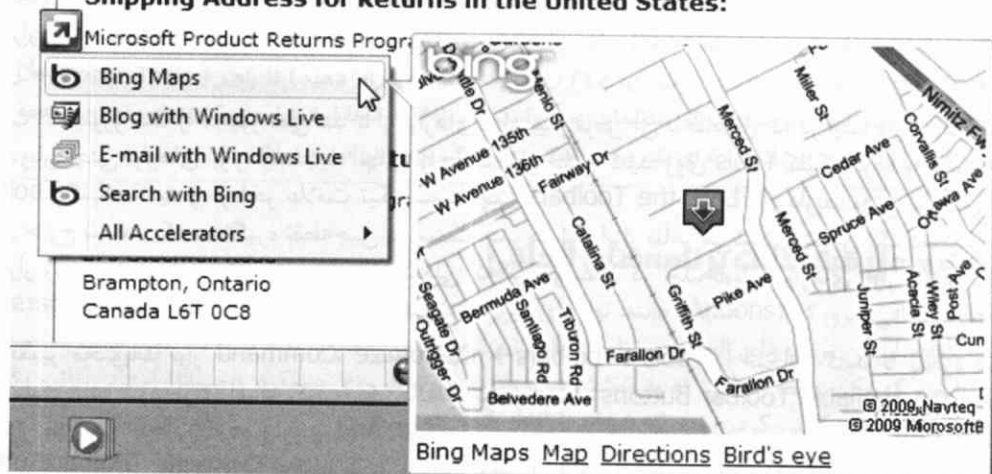 Shipping Address for Returns in the United States:
Microsoft Product Returns Progra
Bing Maps
Blog with Windows Live
E-mail with Windows Live
Search with Bing
All Accelerators
Brampton, Ontario
Canada L6T 0C8
bing
W Avenue 135th
W Avenue 136th
Fairway Dr
Miller St
Merced St
Nimitz F
Corvallis St
Cedar Ave
Ottawa Ave
Spruce Ave
Merced St
Catalina St
Bermuda Ave
Griffith St
Pike Ave
Seagate Dr
Outrigger Dr
Santiago Rd
Tiburon Rd
Farallon Dr
Farallon Dr
Belvedere Ave
Juniper St
Acacia St
Wiley St
Post Ave
© 2009 Navteq
© 2009 Microsoft
Bing Maps Map Directions Bird's eye